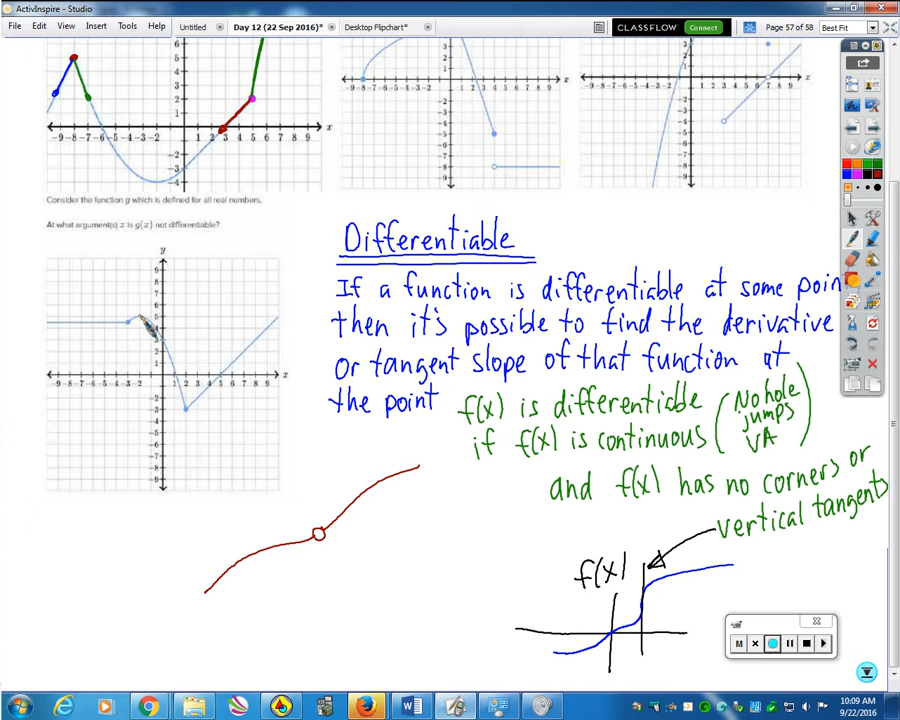 ActivInspire - Studio
File Edit View Insert Tools Help
Untitled Day 12 (22 Sep 2016)* Desktop Flipchart*
CLASSFLOW Connect Page 57 of 58 Best Fit
Consider the function g which is defined for all real numbers.
At what argument(s) x is g(x) not differentiable?
Differentiable
If a function is differentiable at some poin
then it's possible to find the derivative
or tangent slope of that function at
the point
f(x) is differentiable
if f(x) is continuous
(No hole
jumps
VA)
and f(x) has no corners or
vertical tangents
f(x)
10:09 AM
9/22/2016